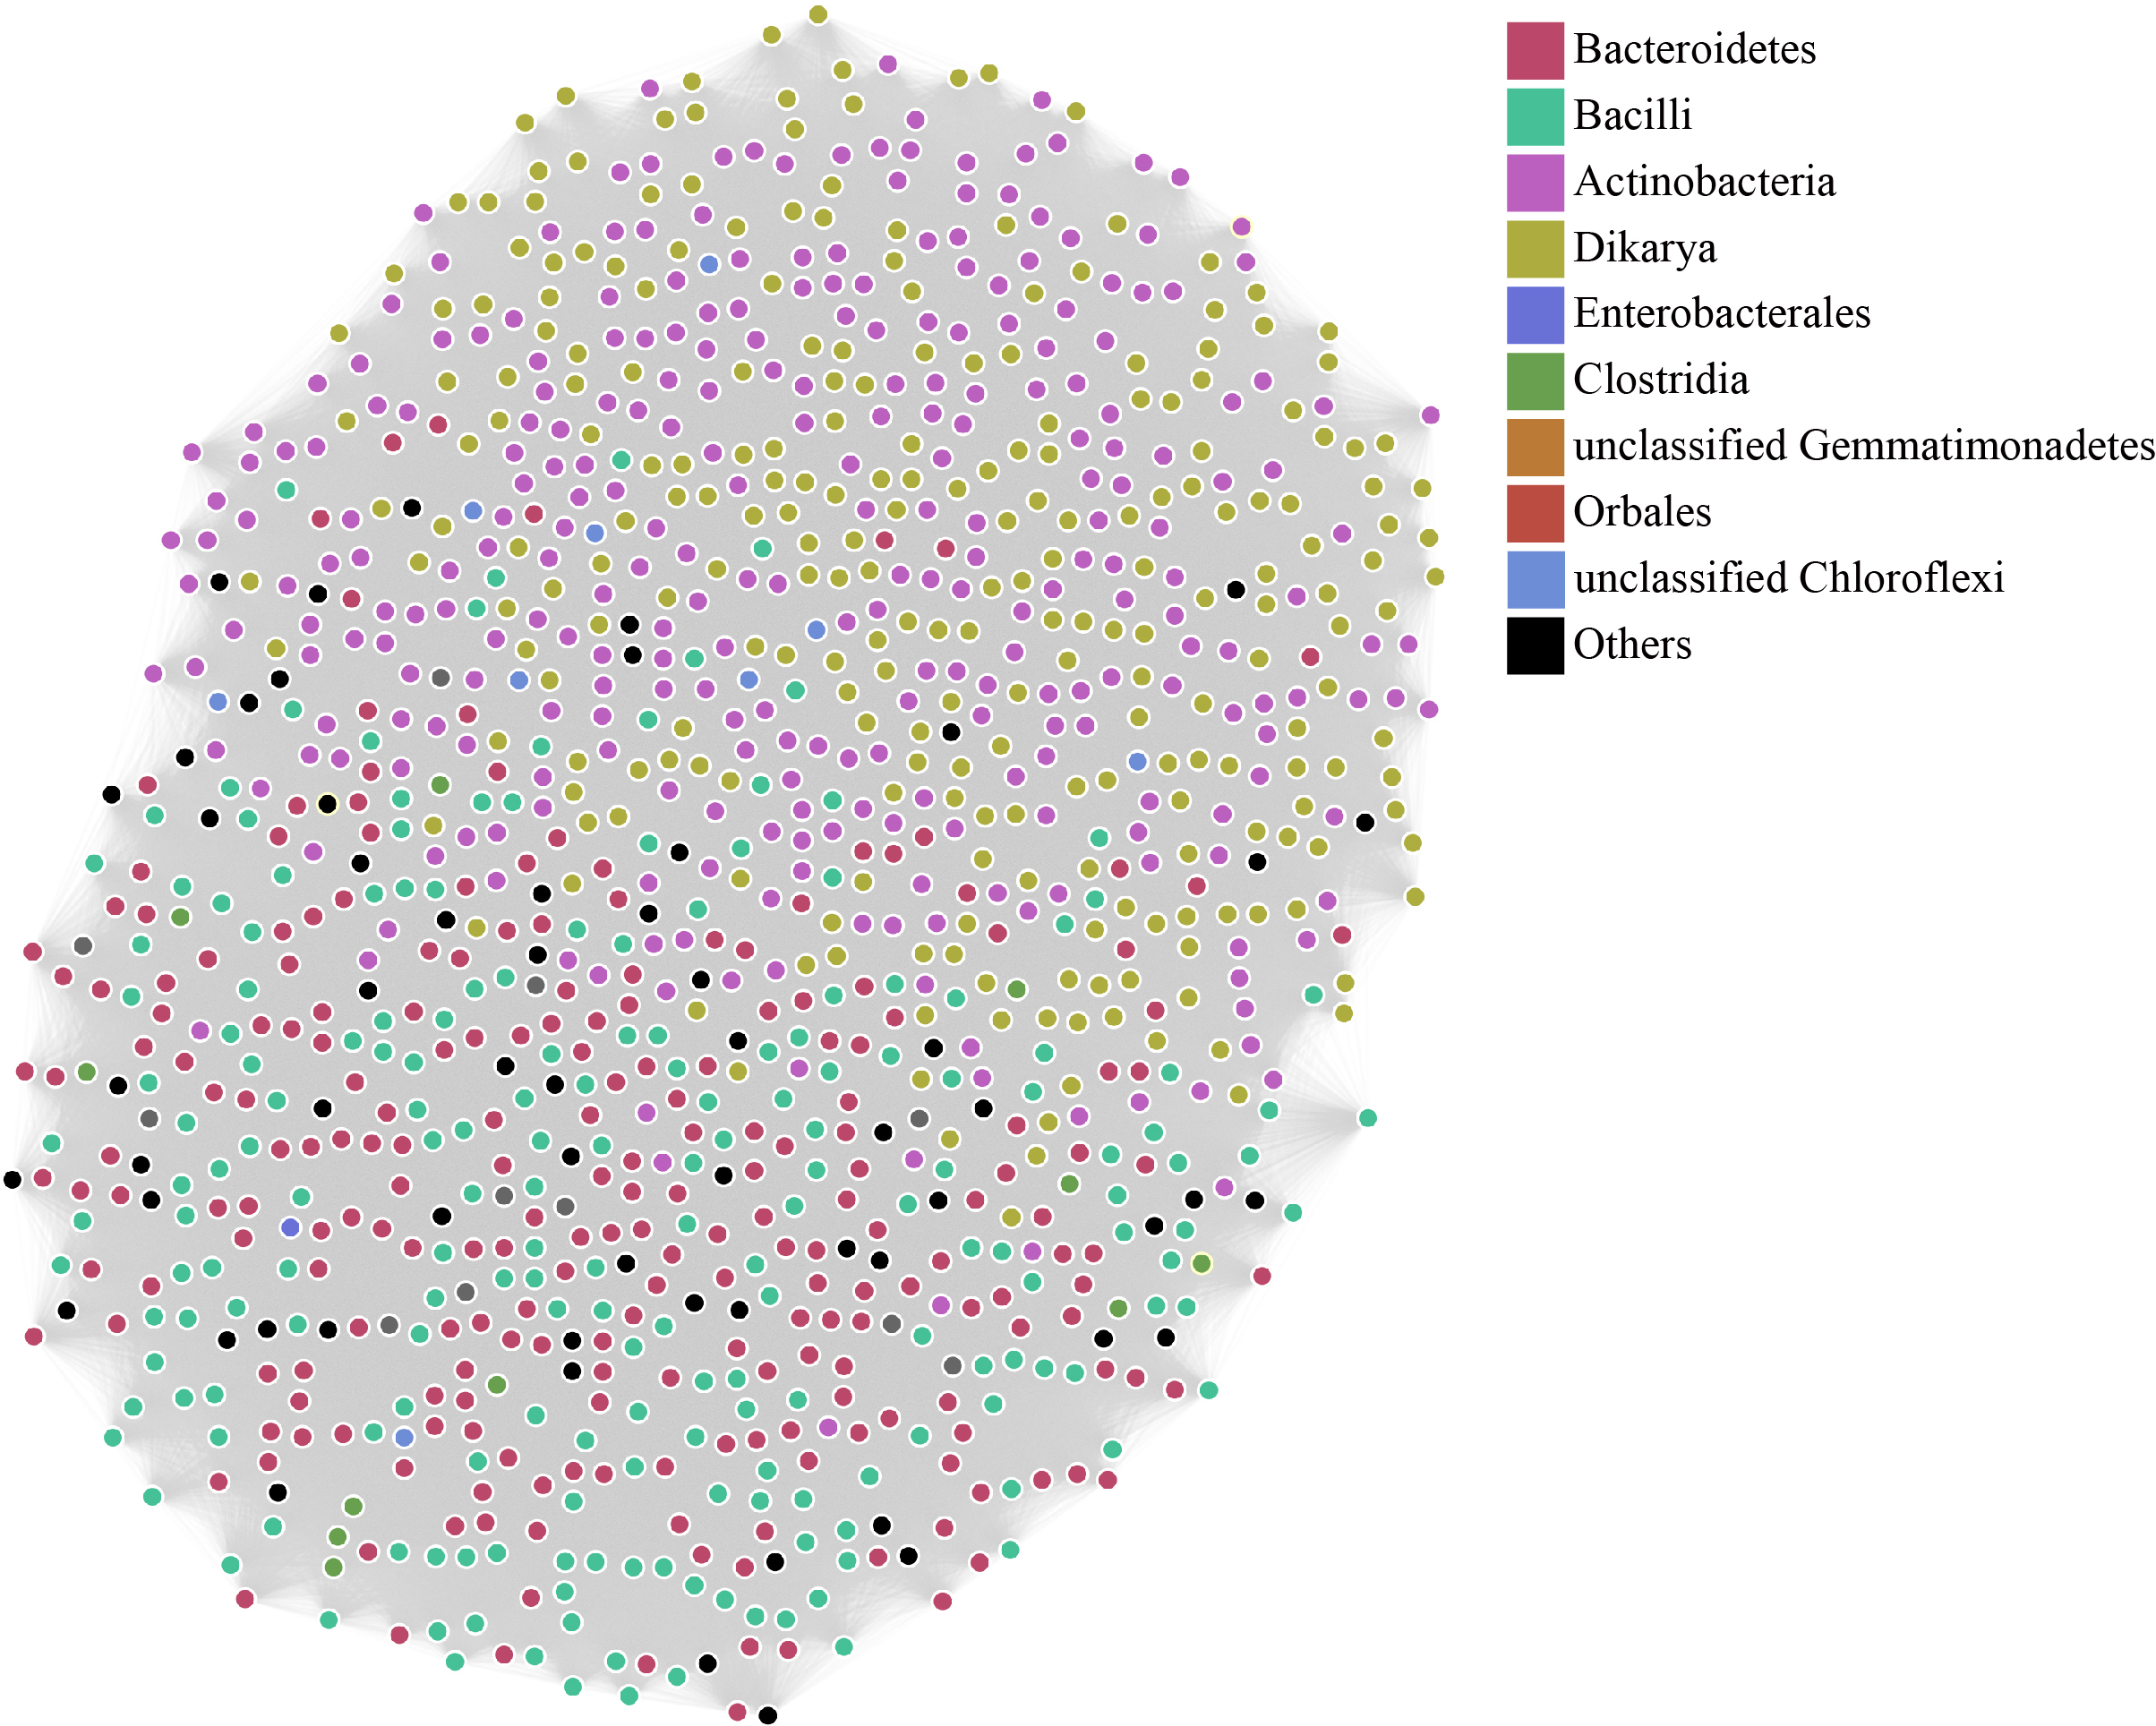 Bacteroidetes
Bacilli
Actinobacteria
Dikarya
Enterobacterales
Clostridia
unclassified Gemmatimonadetes
Orbales
unclassified Chloroflexi
Others